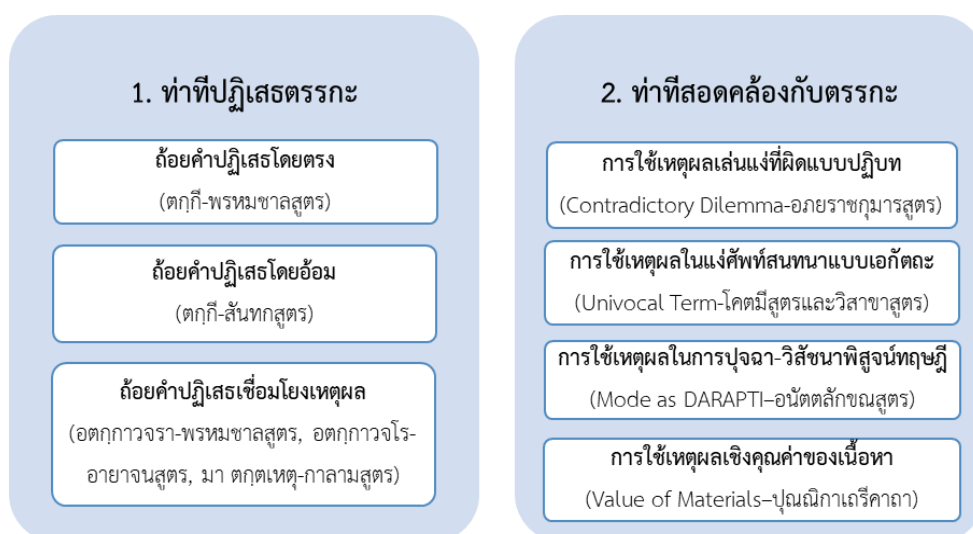 1. ท่าทีปฏิเสธตรรกะ
ถ้อยคำปฏิเสธโดยตรง
(ตกฺกี-พรหมชาลสูตร)
ถ้อยคำปฏิเสธโดยอ้อม
(ตกฺกี-สันทกสูตร)
ถ้อยคำปฏิเสธเชื่อมโยงเหตุผล
(อตกฺกาวจรา-พรหมชาลสูตร, อตกฺกาวจโร-
อายาจนสูตร, มา ตกฺตเหตุ-กาลามสูตร)
2. ท่าทีสอดคล้องกับตรรกะ
การใช้เหตุผลเล่นแง่ที่ผิดแบบปฏิบท
(Contradictory Dilemma-อภยราชกุมารสูตร)
การใช้เหตุผลในแง่ศัพท์สนทนาแบบเอกัตถะ
(Univocal Term-โคตมีสูตรและวิสาขาสูตร)
การใช้เหตุผลในการปุจฉา-วิสัชนาพิสูจน์ทฤษฎี
(Mode as DARAPTI–อนัตตลักขณสูตร)
การใช้เหตุผลเชิงคุณค่าของเนื้อหา
(Value of Materials–ปุณณิกาเถรีคาถา)